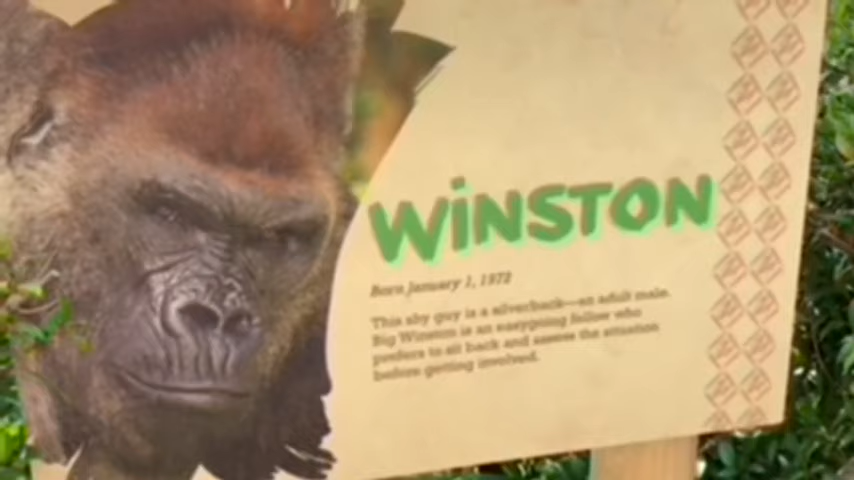 WiNSTON
Born January 1, 1972
This shy guy is a silverback—an adult male.
Big Winston is an easygoing fellow who
prefers to sit back and assess the situation
before getting involved.